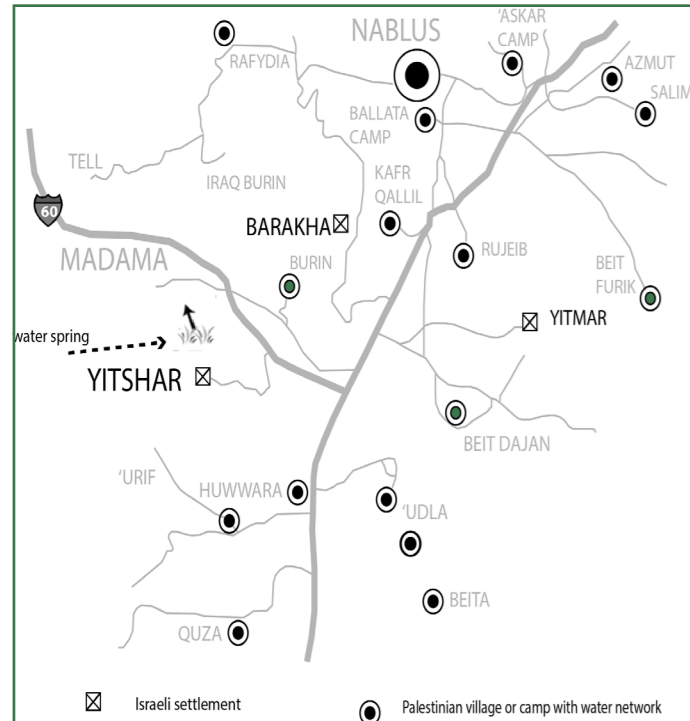 'ASKAR
CAMP
NABLUS
RAFYDIA
AZMUT
SALIM
BALLATA
CAMP
TELL
IRAQ BURIN
KAFR
QALLIL
60
BARAKHA
MADAMA
BURIN
RUJEIB
BEIT
FURIK
water spring
YITMAR
YITSHAR
BEIT DAJAN
'URIF
HUWWARA
'UDLA
BEITA
QUZA
Israeli settlement
Palestinian village or camp with water network